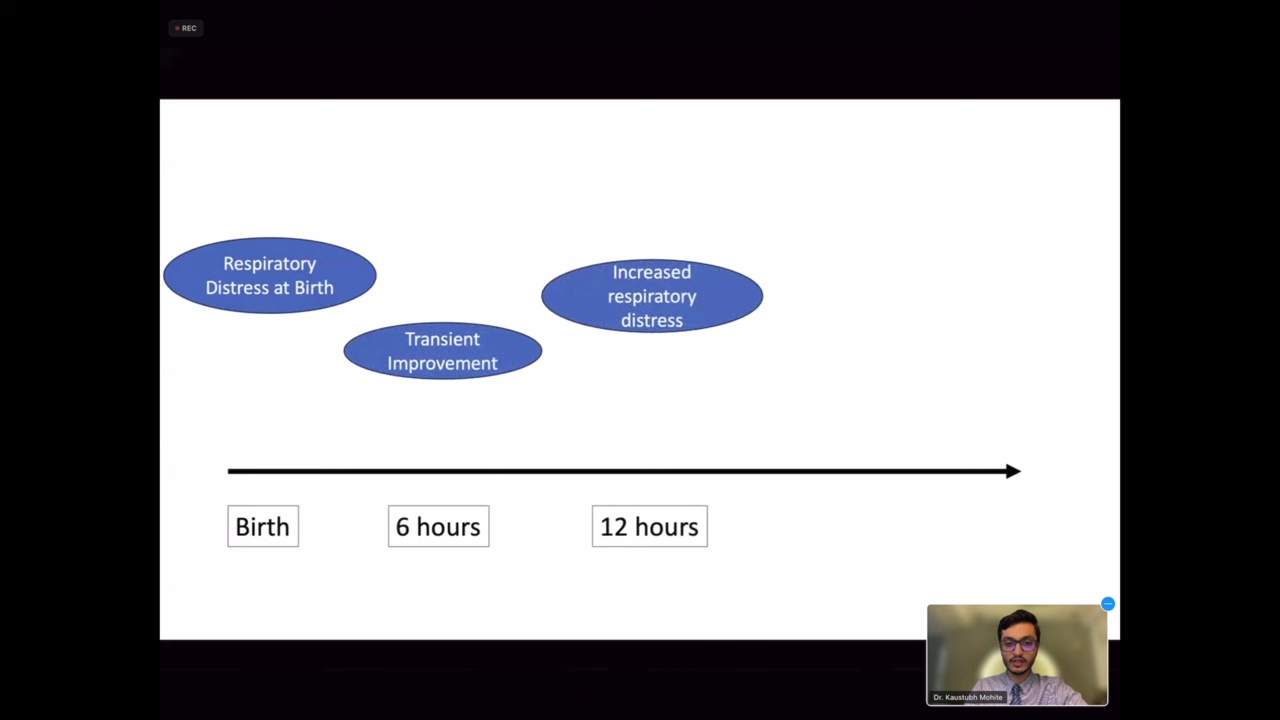 REC
Respiratory
Distress at Birth
Transient
Improvement
Increased
respiratory
distress
Birth
6 hours
12 hours
Dr. Kaustubh Mohite